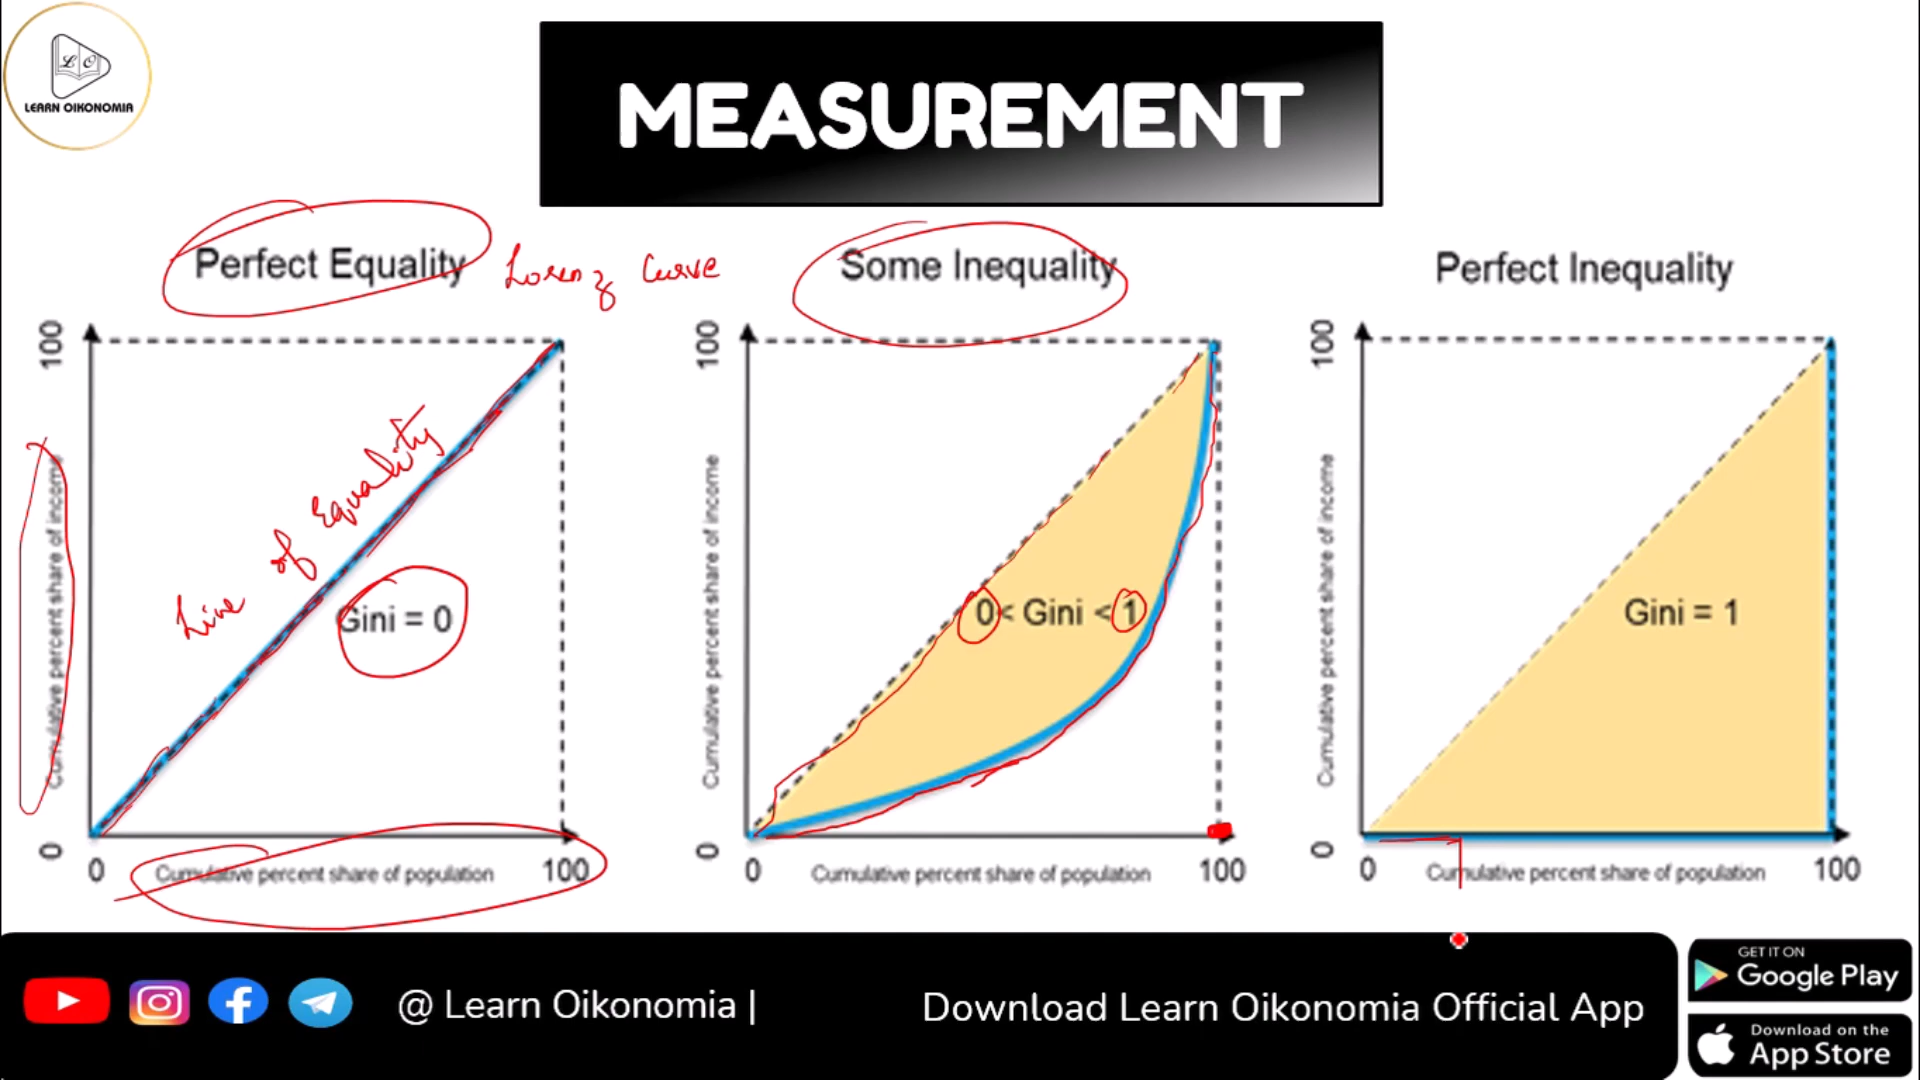 L O
LEARN OIKONOMIA
MEASUREMENT
Perfect Equality
Lorenz Curve
Some Inequality
Perfect Inequality
100
Cumulative percent share of income
0
Line of Equality
Gini = 0
0
Cumulative percent share of population
100
100
Cumulative percent share of income
0
0< Gini < 1
0
Cumulative percent share of population
100
100
Cumulative percent share of income
0
Gini = 1
0
Cumulative percent share of population
100
@ Learn Oikonomia |
Download Learn Oikonomia Official App
GET IT ON
Google Play
Download on the
App Store